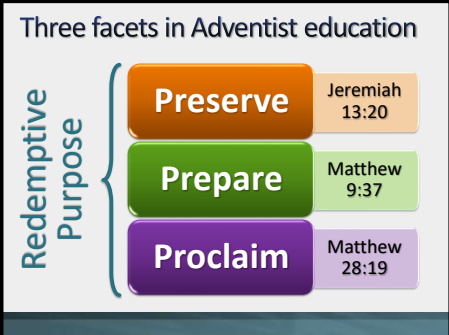 Three facets in Adventist education
Redemptive
Purpose
Preserve
Jeremiah
13:20
Prepare
Matthew
9:37
Proclaim
Matthew
28:19